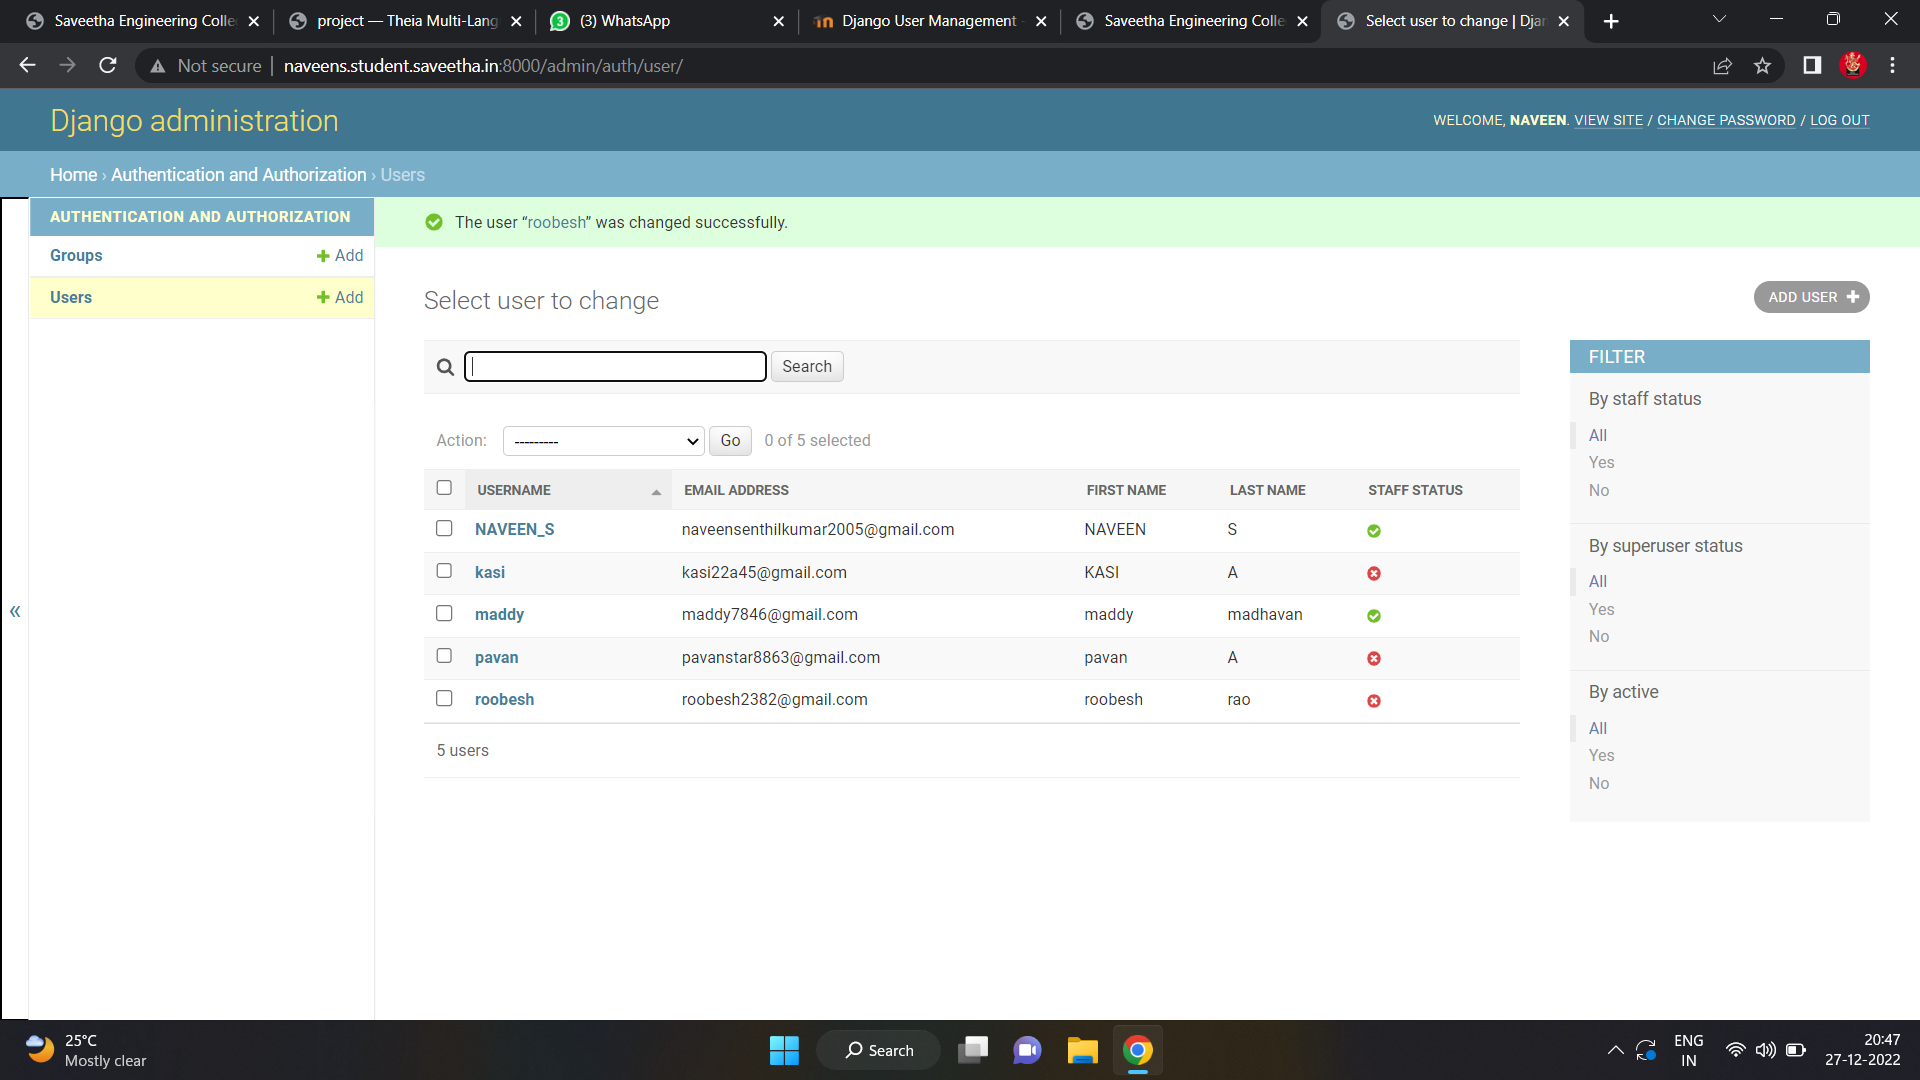 Saveetha Engineering Colle
project — Theia Multi-Lang
(3) WhatsApp
Django User Management
Saveetha Engineering Colle
Select user to change | Djan
Not secure
naveens.student.saveetha.in:8000/admin/auth/user/
Django administration
WELCOME, NAVEEN. VIEW SITE / CHANGE PASSWORD / LOG OUT
Home › Authentication and Authorization › Users
AUTHENTICATION AND AUTHORIZATION
Groups
Add
Users
Add
«
The user “roobesh” was changed successfully.
Select user to change
ADD USER
Search
Action: --------- Go 0 of 5 selected
USERNAME EMAIL ADDRESS FIRST NAME LAST NAME STAFF STATUS
NAVEEN_S naveensenthilkumar2005@gmail.com NAVEEN S
kasi kasi22a45@gmail.com KASI A
maddy maddy7846@gmail.com maddy madhavan
pavan pavanstar8863@gmail.com pavan A
roobesh roobesh2382@gmail.com roobesh rao
5 users
FILTER
By staff status
All
Yes
No
By superuser status
All
Yes
No
By active
All
Yes
No
25°C
Mostly clear
Search
ENG
IN
20:47
27-12-2022